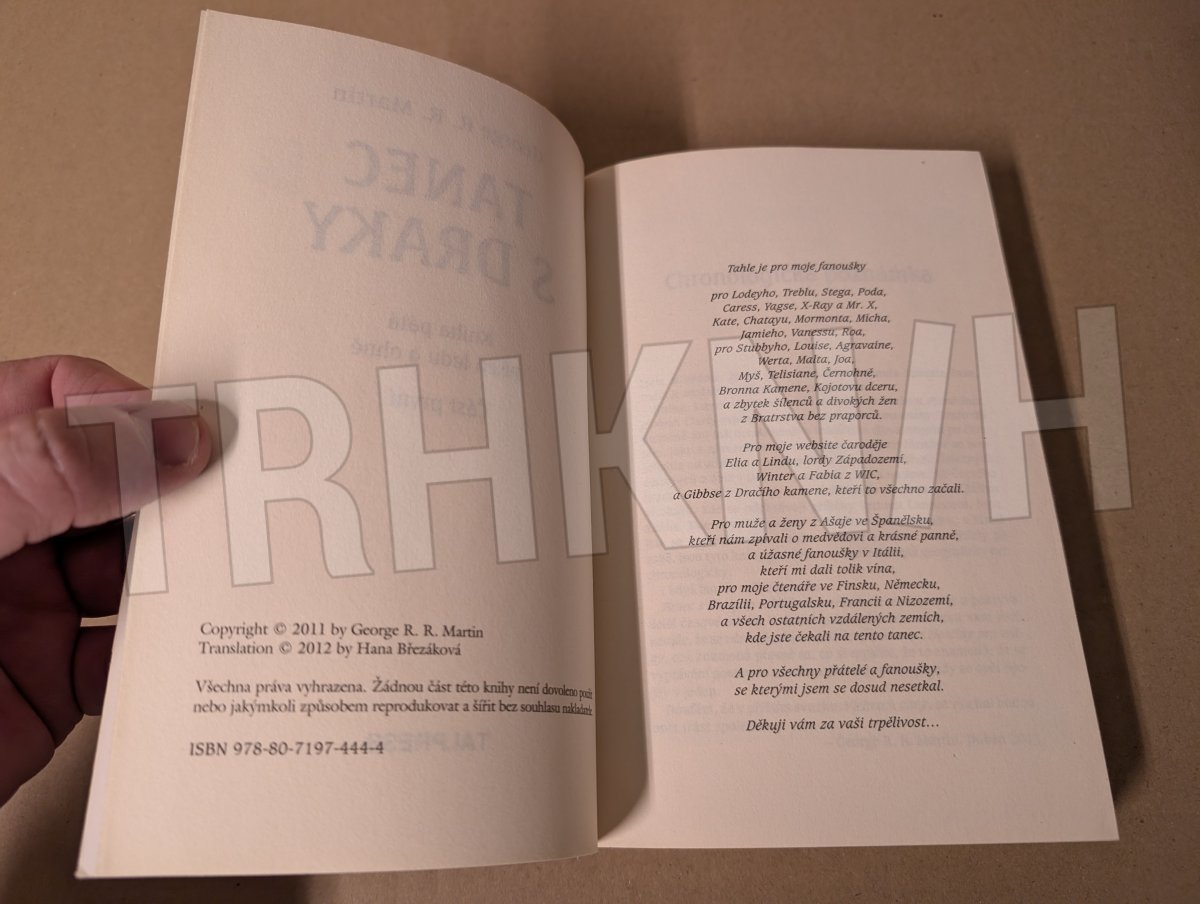 George R. R. Martin
TANEC
S DRAKY
Copyright © 2011 by George R. R. Martin
Translation © 2012 by Hana Březáková
Všechna práva vyhrazena. Žádnou část této knihy není dovoleno použít
nebo jakýmkoli způsobem reprodukovat a šířit bez souhlasu nakladatele.
ISBN 978-80-7197-444-4
TALPRESS
Tahle je pro moje fanoušky
pro Lodeyho, Treblu, Stega, Poda,
Caress, Yagse, X-Ray a Mr. X,
Kate, Chatayu, Mormonta, Micha,
Jamieho, Vanessu, Roa,
pro Stubbyho, Louise, Agravaine,
Werta, Malta, Joa,
Myš, Telisiane, Černohně,
Bronna Kamene, Kojotovu dceru,
a zbytek šílenců a divokých žen
z Bratrstva bez praporců.
Pro moje website čaroděje
Elia a Lindu, lordy Západozemí,
Winter a Fabia z WIC,
a Gibbse z Dračího kamene, kteří to všechno začali.
Pro muže a ženy z Ašaje ve Španělsku,
kteří nám zpívali o medvědovi a krásné panně,
a úžasné fanoušky v Itálii,
kteří mi dali tolik vína,
pro moje čtenáře ve Finsku, Německu,
Brazílii, Portugalsku, Francii a Nizozemí,
a všech ostatních vzdálených zemích,
kde jste čekali na tento tanec.
A pro všechny přátelé a fanoušky,
se kterými jsem se dosud nesetkal.
Děkuji vám za vaši trpělivost…
TRHKNIH